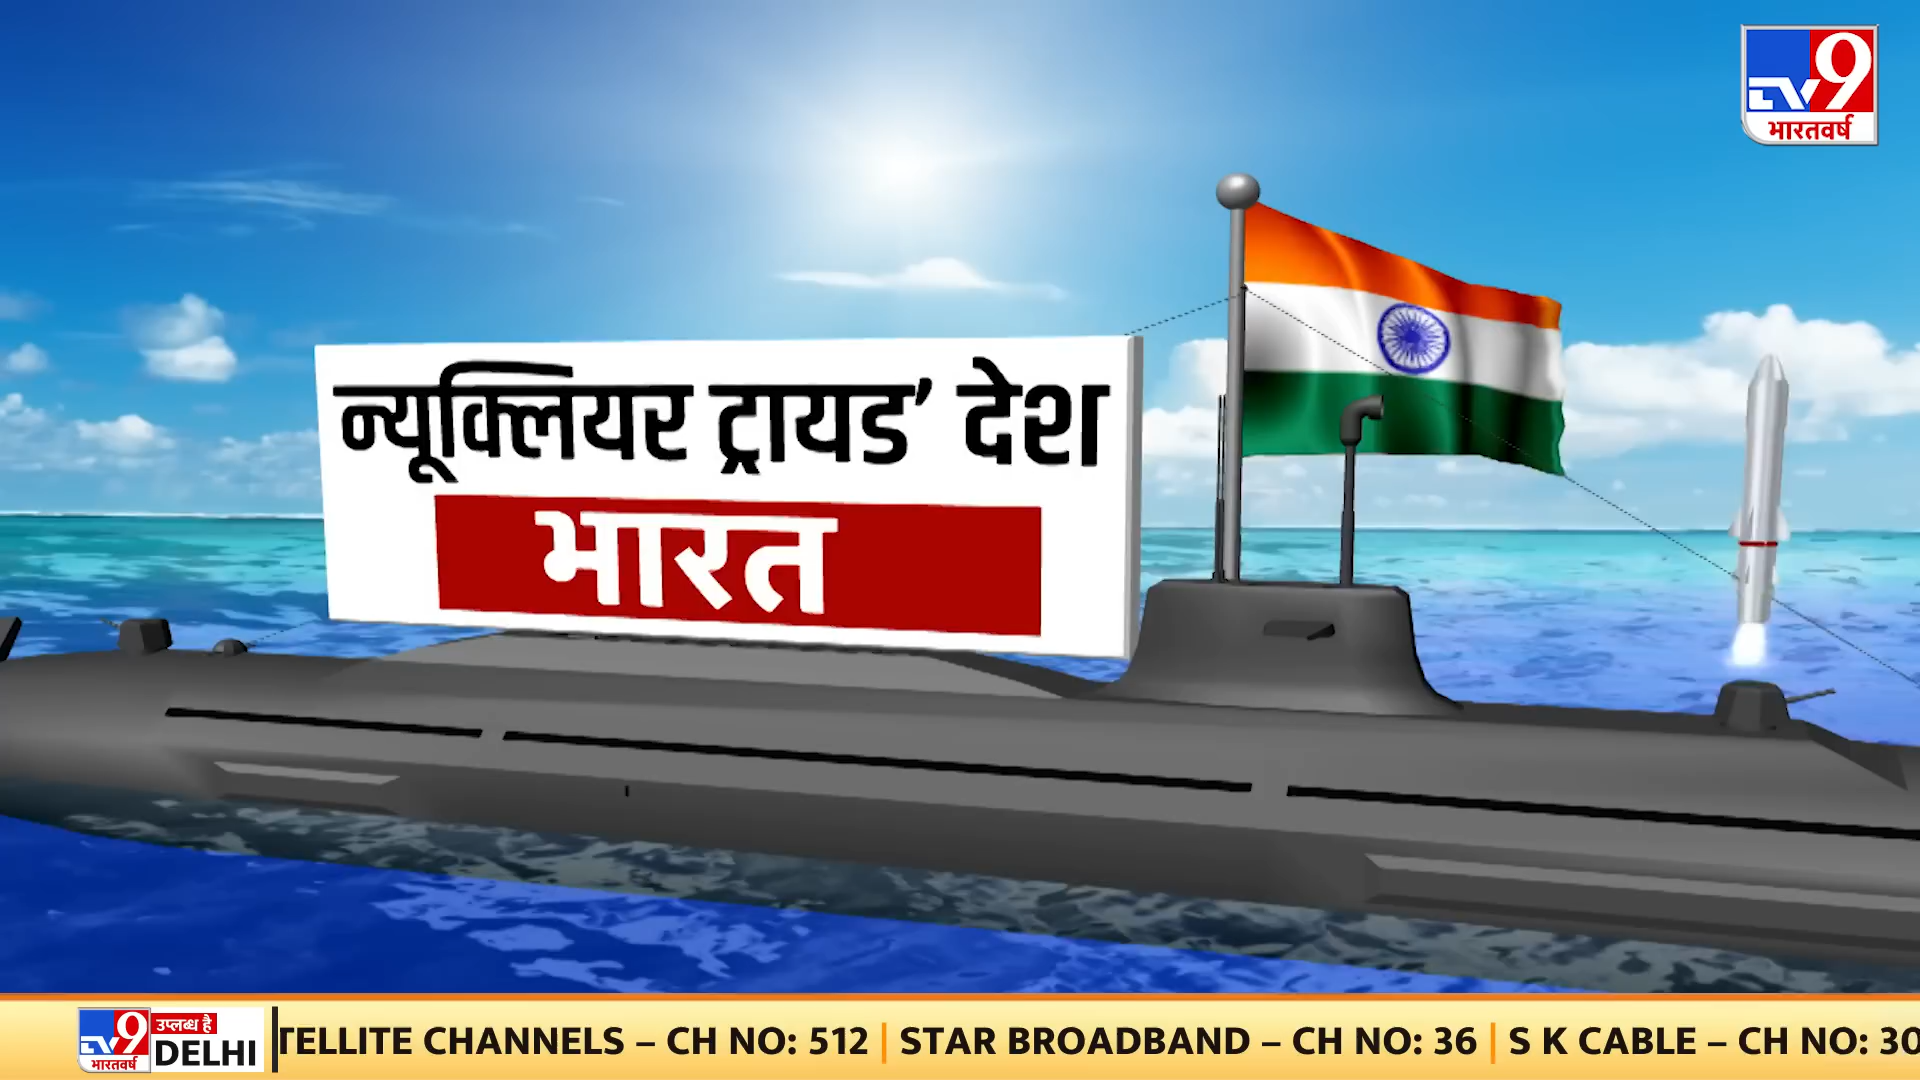 TV9
भारतवर्ष
न्यूक्लियर ट्रायड’ देश
भारत
TV9
भारतवर्ष
उपलब्ध है
DELHI
TELLITE CHANNELS – CH NO: 512 | STAR BROADBAND – CH NO: 36 | S K CABLE – CH NO: 30